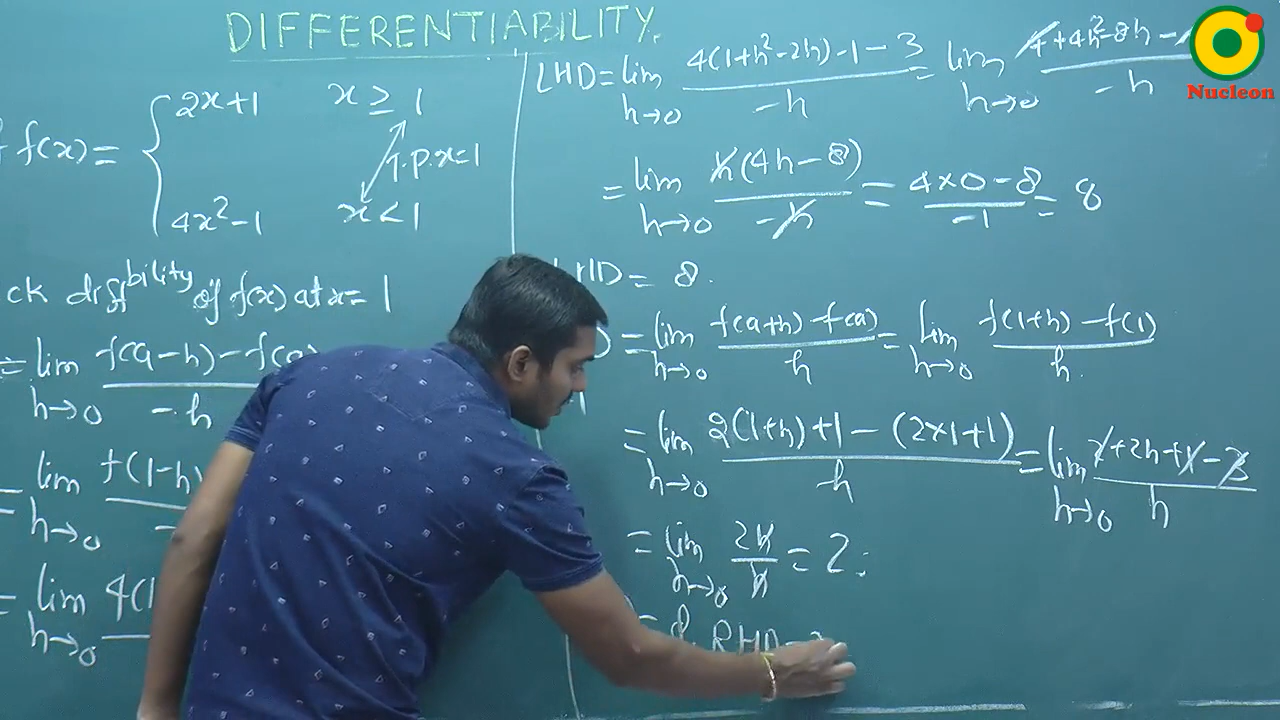 DIFFERENTIABILITY.
f(x) = { 2x+1 x ≥ 1
T.P. x=1
4x²-1 x < 1
ck diffbility of f(x) at x = 1
= lim h→0 f(a-h) - f(a) / -h
= lim h→0 f(1-h)
= lim h→0 4(1
LHD = lim h→0 4(1+h²-2h)-1-3 / -h = lim h→0 4+4h²-8h- / -h
= lim h→0 h(4h-8) / -h = 4×0-8 / -1 = 8
LHD = 8.
= lim h→0 f(a+h)-f(a) / h = lim h→0 f(1+h)-f(1) / h.
= lim h→0 2(1+h)+1-(2×1+1) / h = lim h→0 2+2h+1-3 / h
= lim h→0 2h / h = 2.
= 8, RHD =
Nucleon